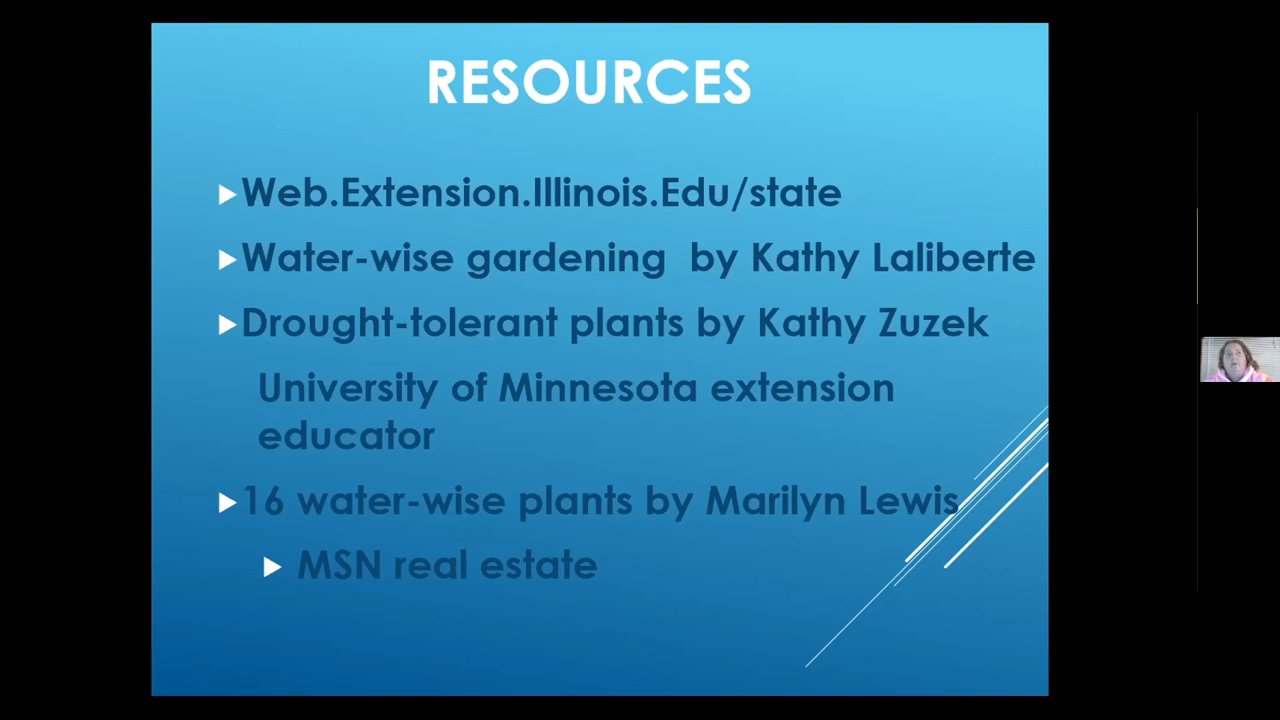 RESOURCES
Web.Extension.Illinois.Edu/state
Water-wise gardening by Kathy Laliberte
Drought-tolerant plants by Kathy Zuzek
University of Minnesota extension
educator
16 water-wise plants by Marilyn Lewis
MSN real estate